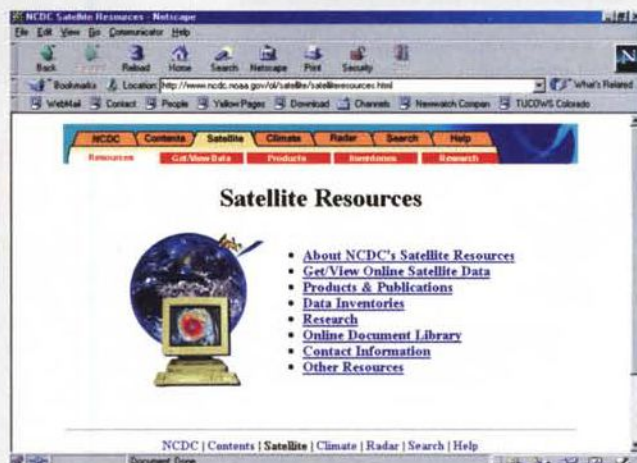 NCDC Satellite Resources - Netscape
File Edit View Go Communicator Help
Back Reload Home Search Netscape Print Security
Bookmarks Location: http://www.ncdc.noaa.gov/ol/satellite/satelliteresources.html What's Related
WebMail Contact People Yellow Pages Download Channels Newwatch Compan TUCOWS Colorado
NCDC Contents Satellite Climate Radar Search Help
Resources Get/View Data Products Inventories Research
Satellite Resources
• About NCDC's Satellite Resources
• Get/View Online Satellite Data
• Products & Publications
• Data Inventories
• Research
• Online Document Library
• Contact Information
• Other Resources
NCDC | Contents | Satellite | Climate | Radar | Search | Help
Document: Done